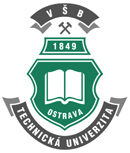 VŠB
1849
OSTRAVA
TECHNICKÁ UNIVERZITA